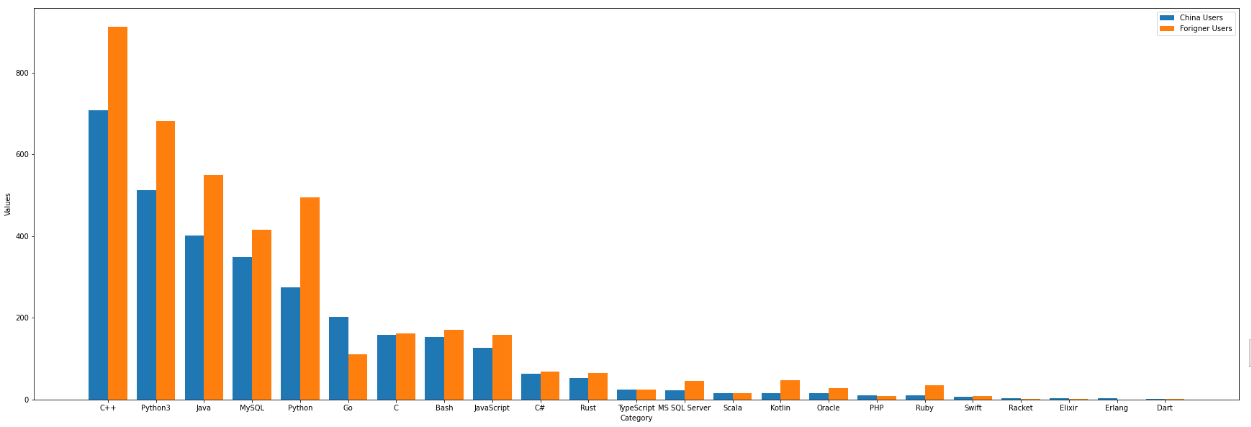 China Users
Forigner Users
Values
800
600
400
200
0
C++ Python3 Java MySQL Python Go C Bash JavaScript C# Rust TypeScript MS SQL Server Scala Kotlin Oracle PHP Ruby Swift Racket Elixir Erlang Dart
Category